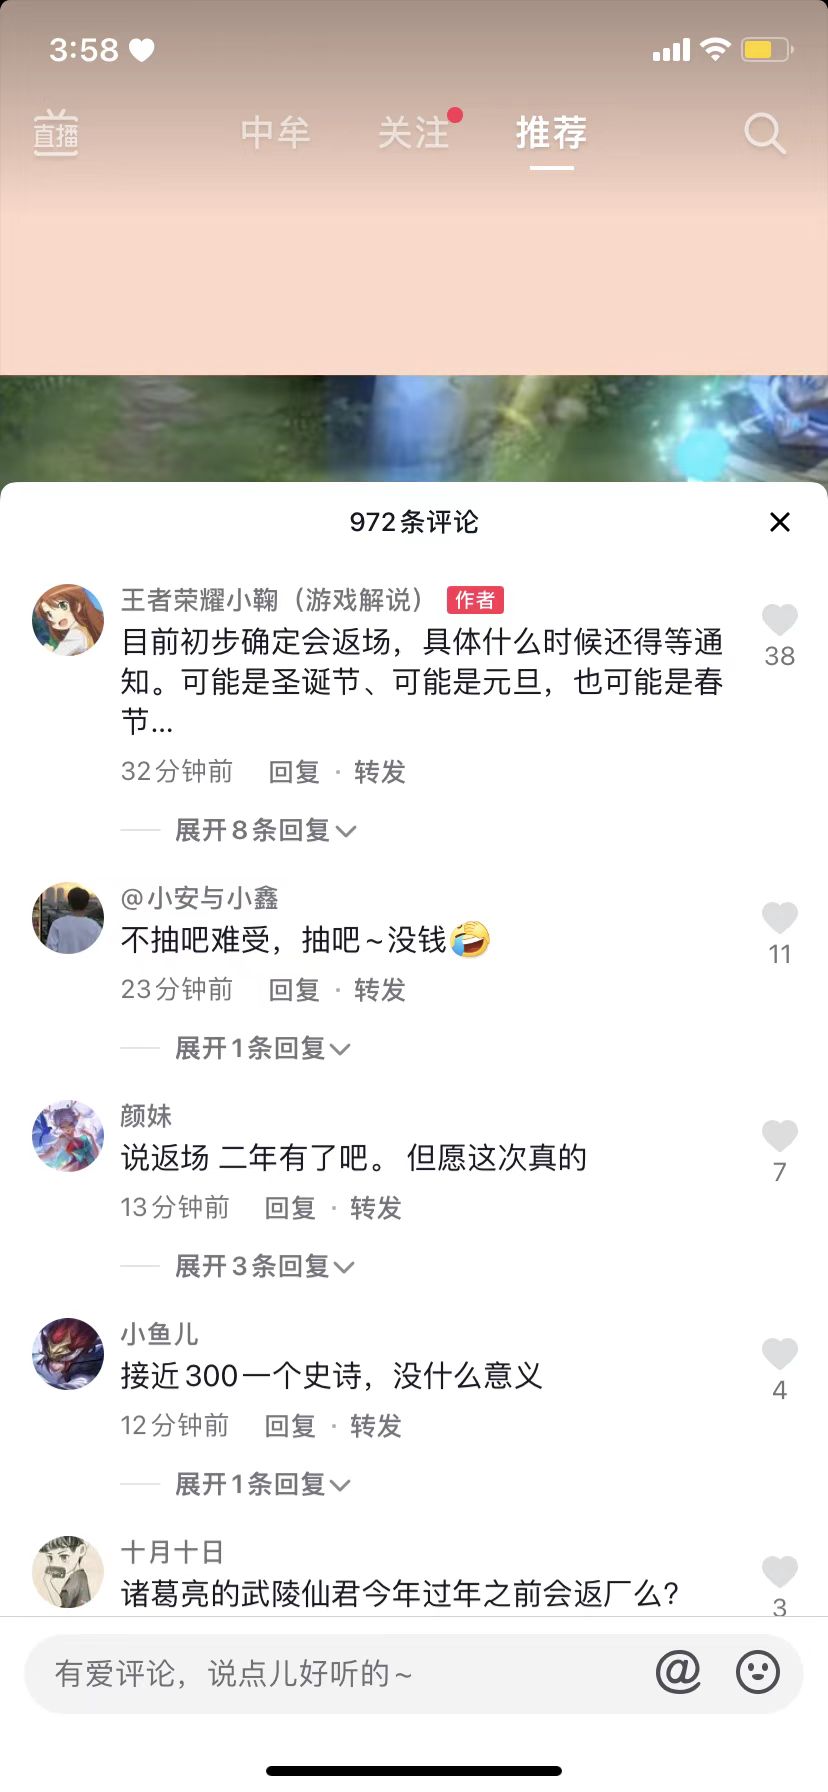 3:58
直播
中牟
关注
推荐
972条评论
王者荣耀小鞠（游戏解说）
作者
目前初步确定会返场，具体什么时候还得等通
知。可能是圣诞节、可能是元旦，也可能是春
节...
38
32分钟前 回复 · 转发
展开8条回复
@小安与小鑫
不抽吧难受，抽吧~没钱🤣
11
23分钟前 回复 · 转发
展开1条回复
颜妹
说返场 二年有了吧。 但愿这次真的
7
13分钟前 回复 · 转发
展开3条回复
小鱼儿
接近300一个史诗，没什么意义
4
12分钟前 回复 · 转发
展开1条回复
十月十日
诸葛亮的武陵仙君今年过年之前会返厂么?
3
有爱评论，说点儿好听的~
@